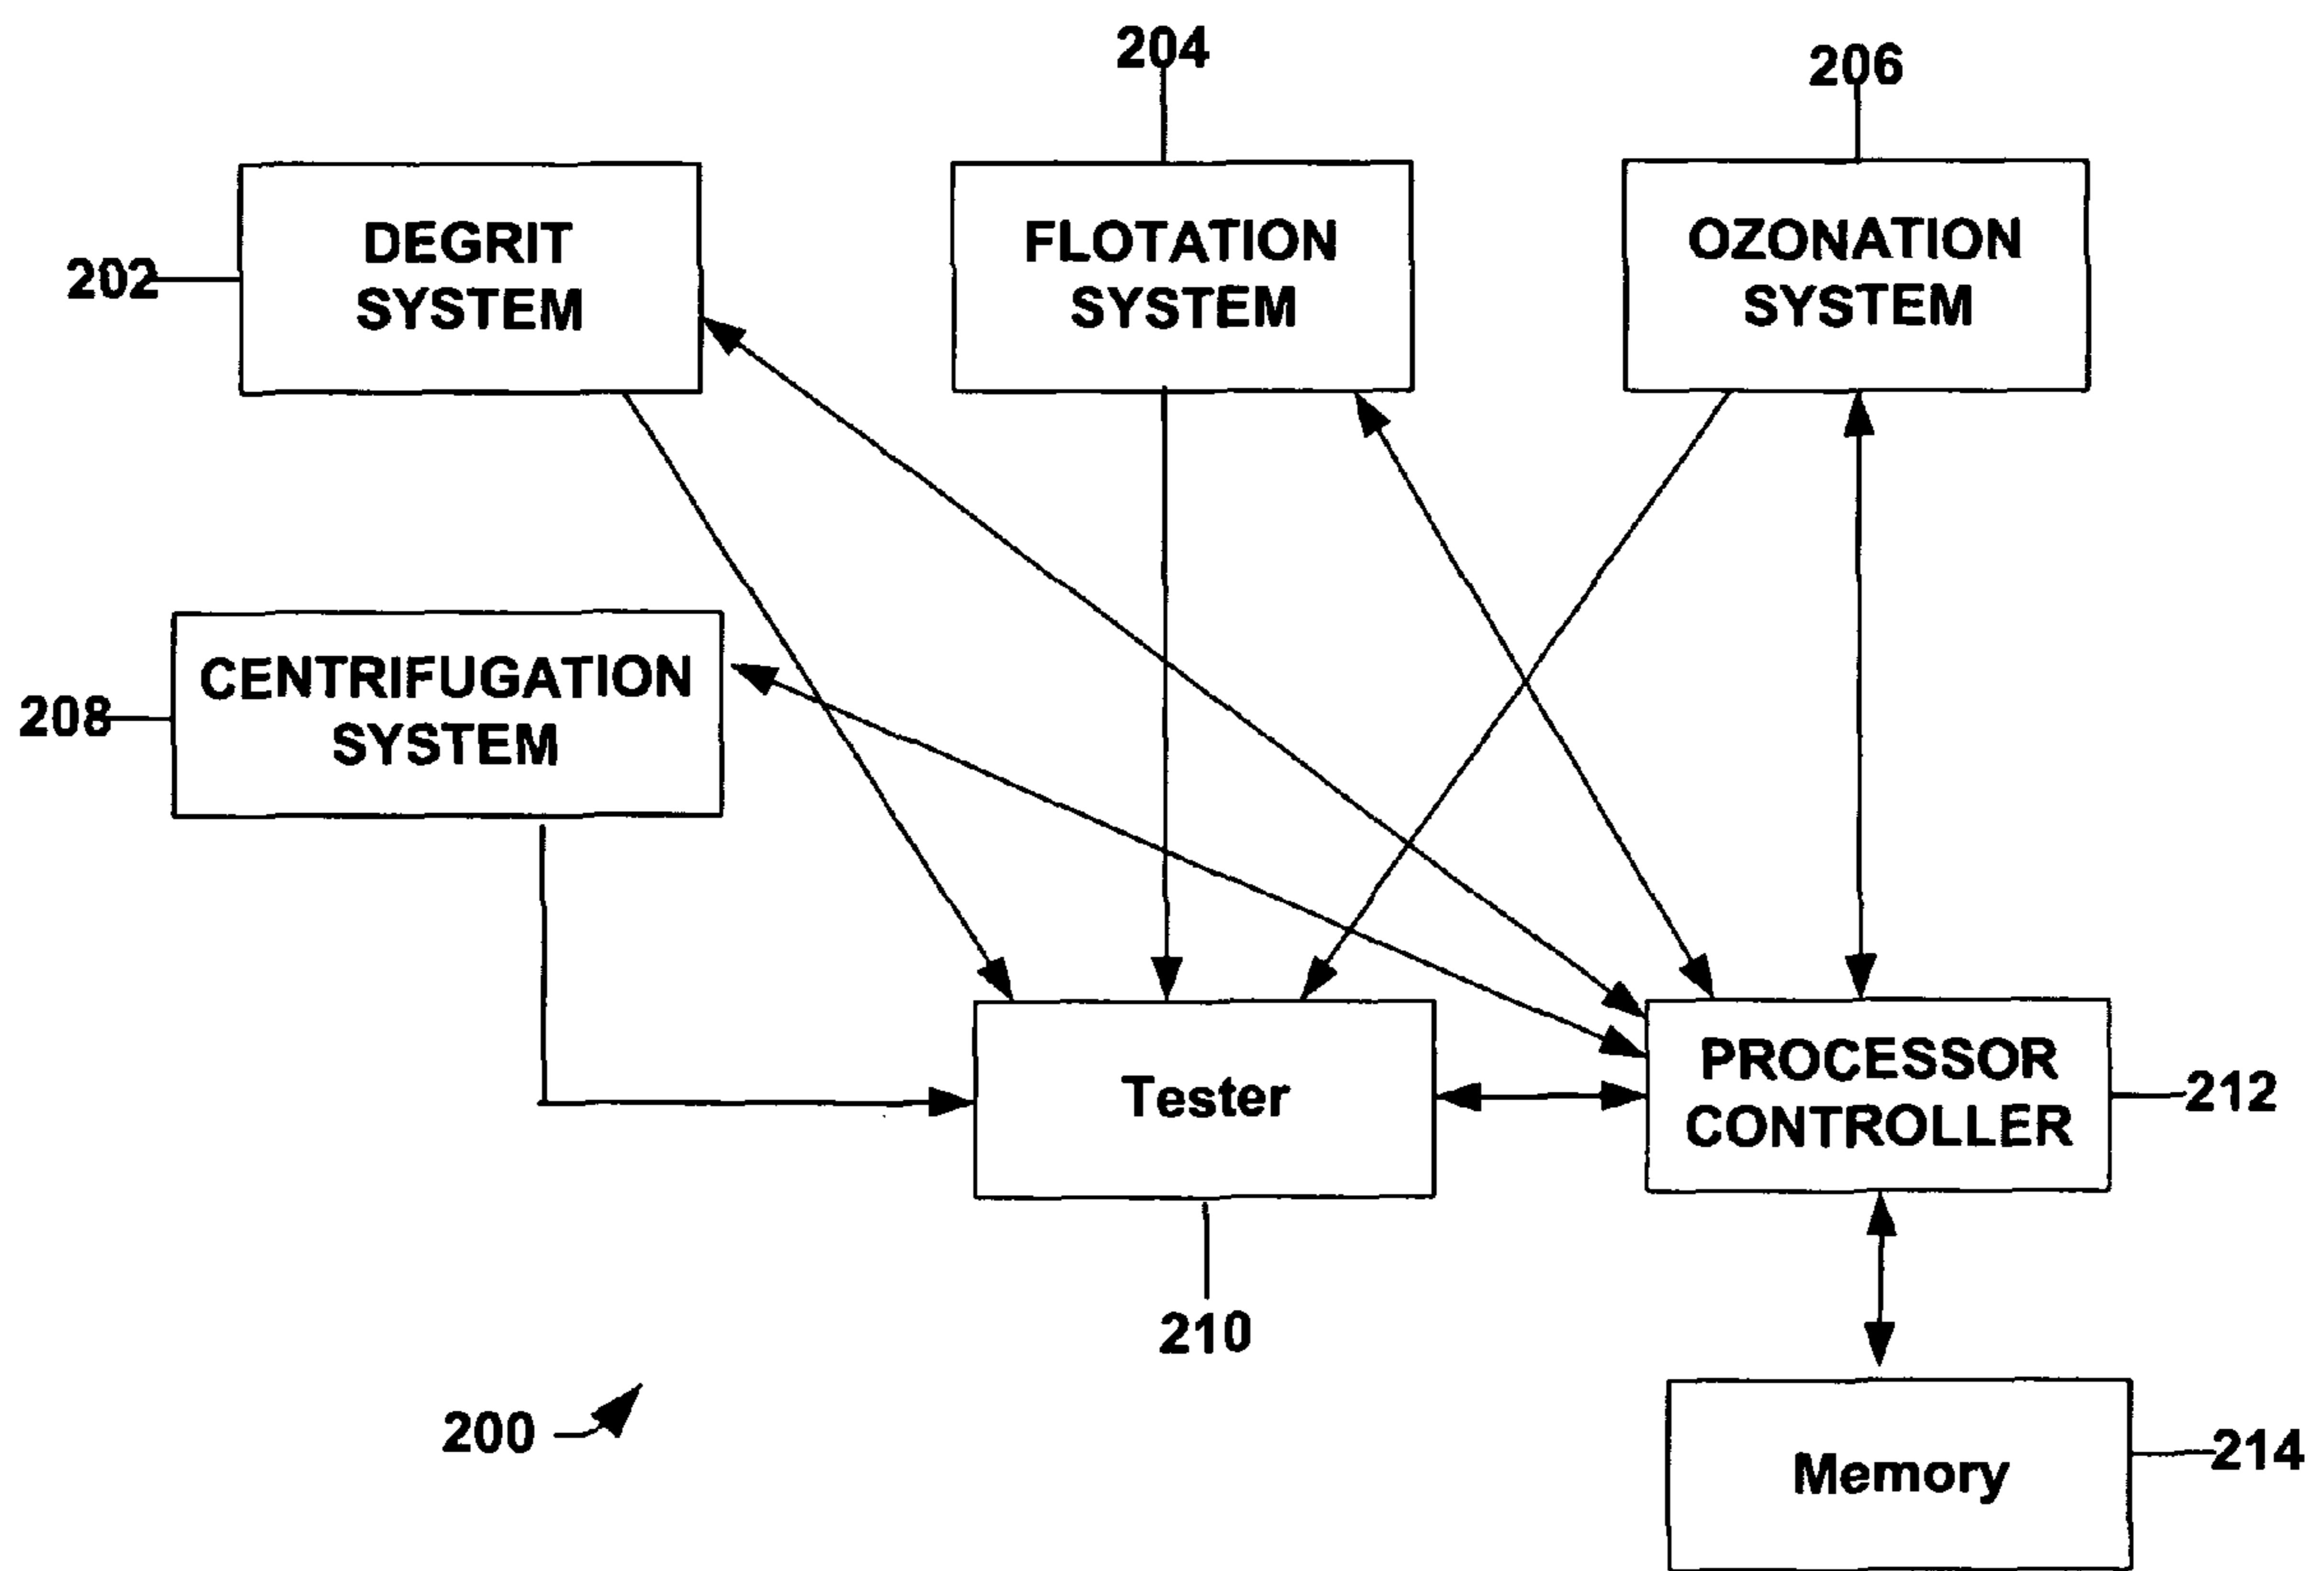 204
206
DEGRIT
SYSTEM
FLOTATION
SYSTEM
OZONATION
SYSTEM
202
CENTRIFUGATION
SYSTEM
208
Tester
PROCESSOR
CONTROLLER
212
210
200
Memory
214